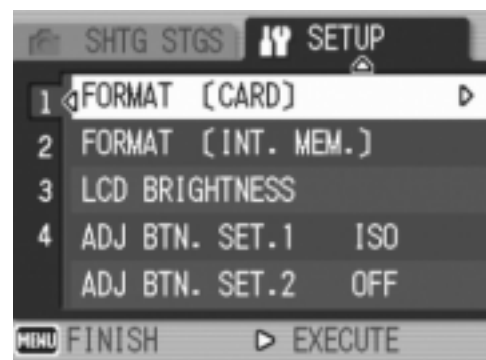 SHTG STGS SETUP
1 FORMAT [CARD]
2 FORMAT [INT. MEM.]
3 LCD BRIGHTNESS
4 ADJ BTN. SET.1 ISO
ADJ BTN. SET.2 OFF
MENU FINISH EXECUTE